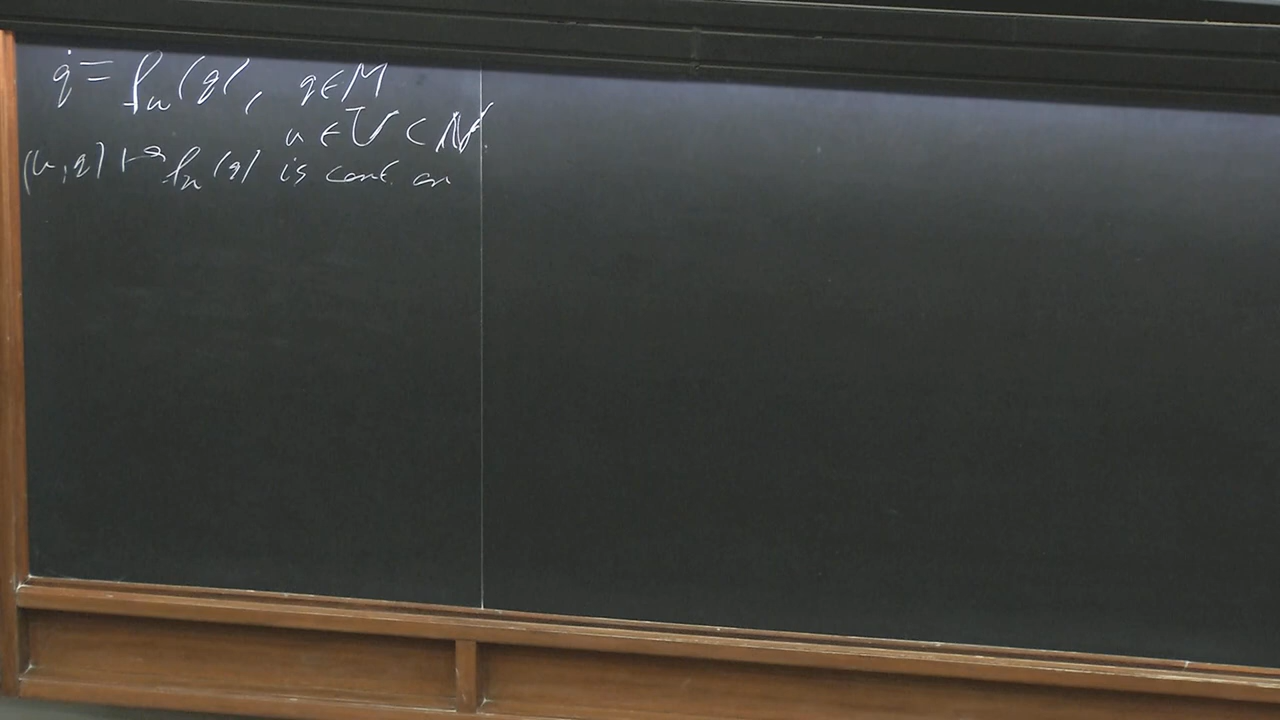 q̇ = f_u(q), q ∈ M
u ∈ U ⊂ N.
(u, q) ↦ f_u(q) is cont on